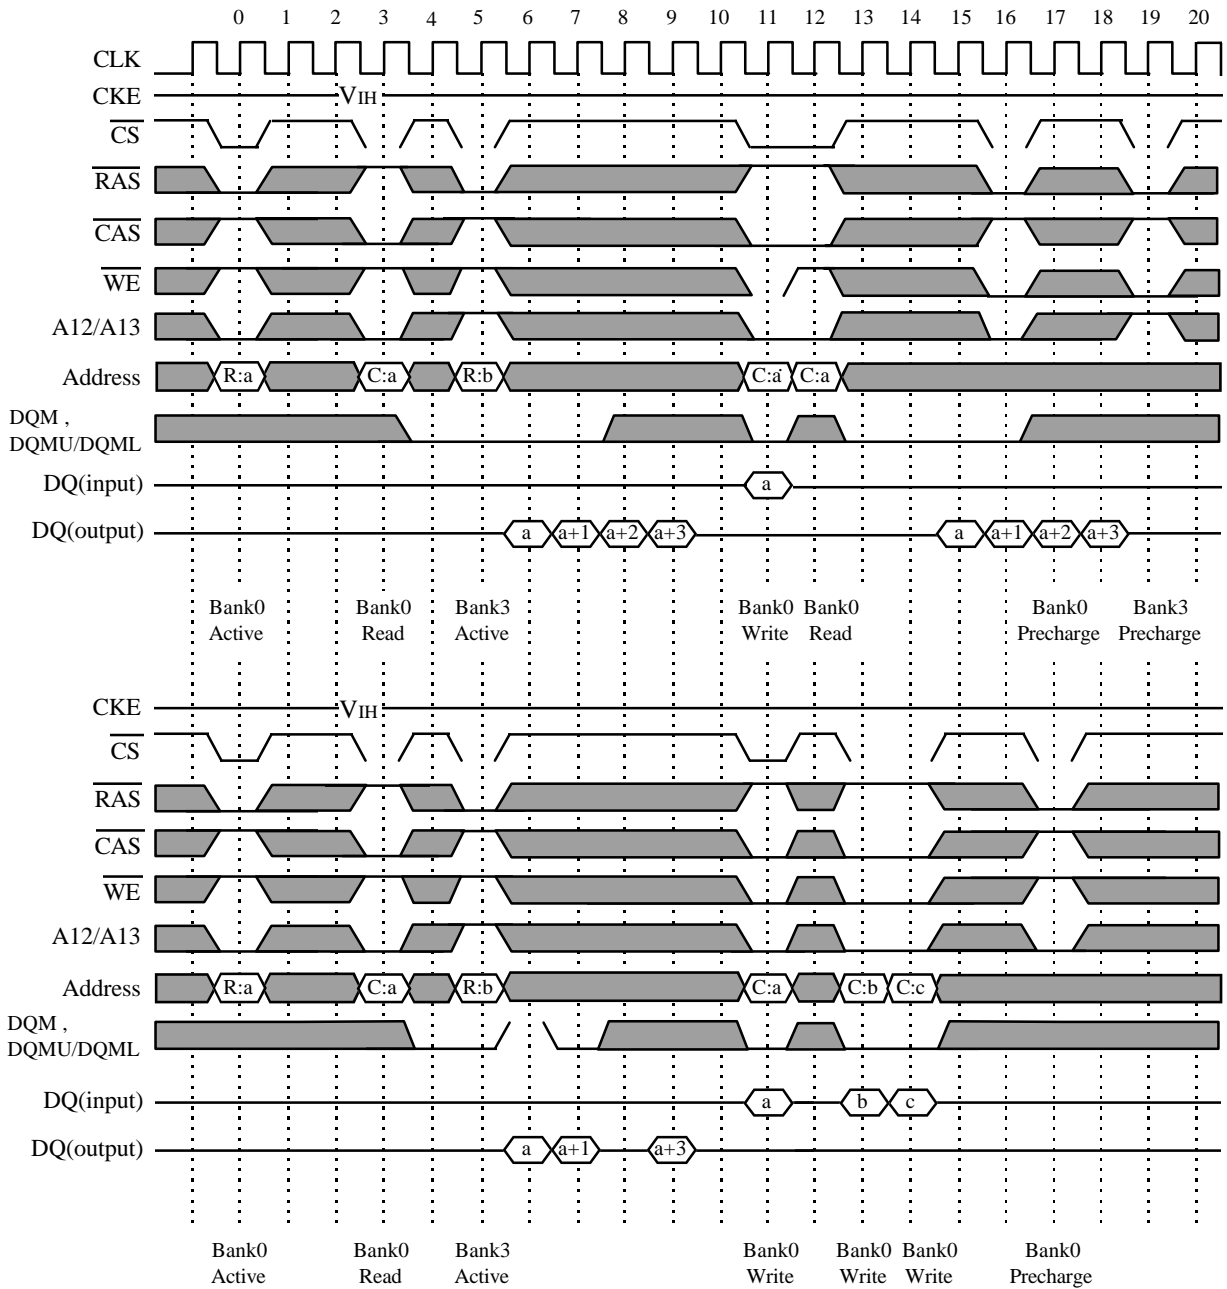 0 1 2 3 4 5 6 7 8 9 10 11 12 13 14 15 16 17 18 19 20
CLK
CKE VIH
CS
RAS
CAS
WE
A12/A13
Address R:a C:a R:b C:a' C:a
DQM ,
DQMU/DQML
DQ(input) a
DQ(output) a a+1 a+2 a+3 a a+1 a+2 a+3
Bank0 Bank0 Bank3 Bank0 Bank0 Bank0 Bank3
Active Read Active Write Read Precharge Precharge
CKE VIH
CS
RAS
CAS
WE
A12/A13
Address R:a C:a R:b C:a C:b C:c
DQM ,
DQMU/DQML
DQ(input) a b c
DQ(output) a a+1 a+3
Bank0 Bank0 Bank3 Bank0 Bank0 Bank0 Bank0
Active Read Active Write Write Write Precharge